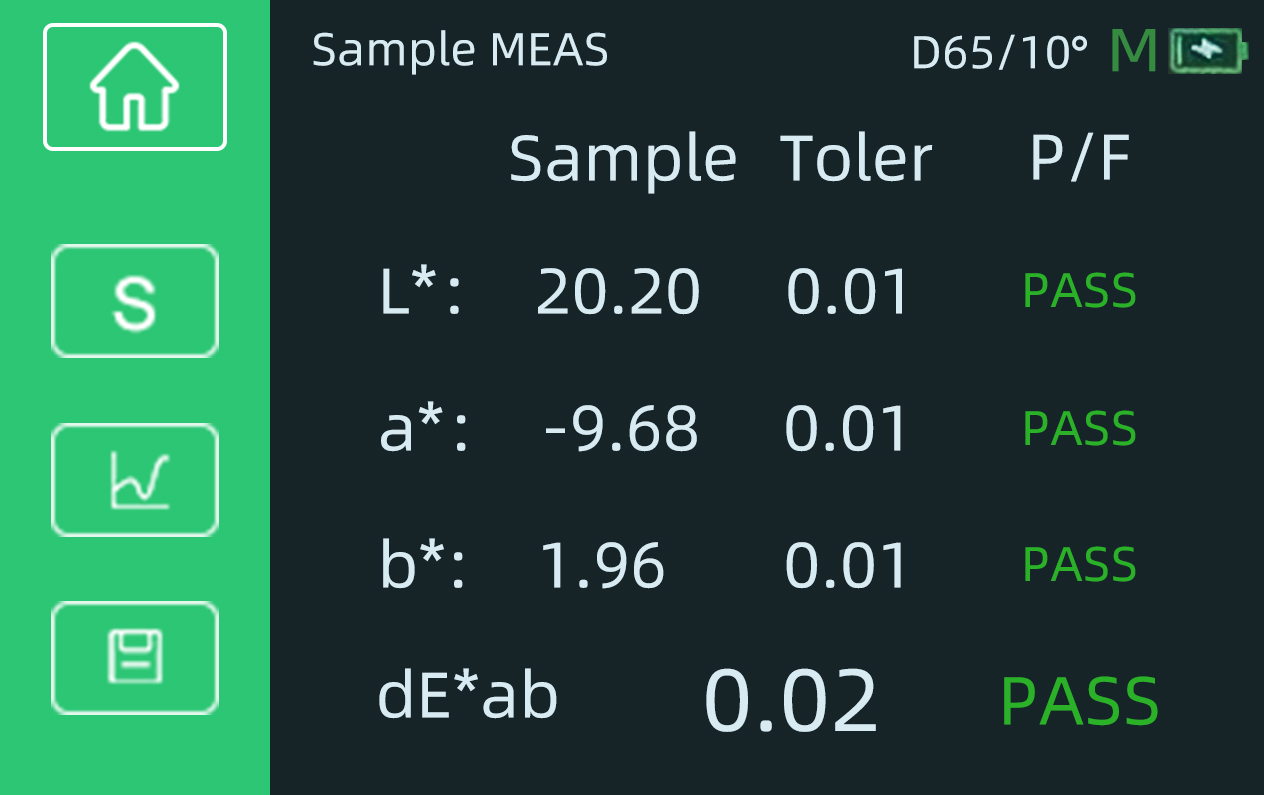 Sample MEAS D65/10° M
Sample Toler P/F
S
L*: 20.20 0.01 PASS
a*: -9.68 0.01 PASS
b*: 1.96 0.01 PASS
dE*ab 0.02 PASS